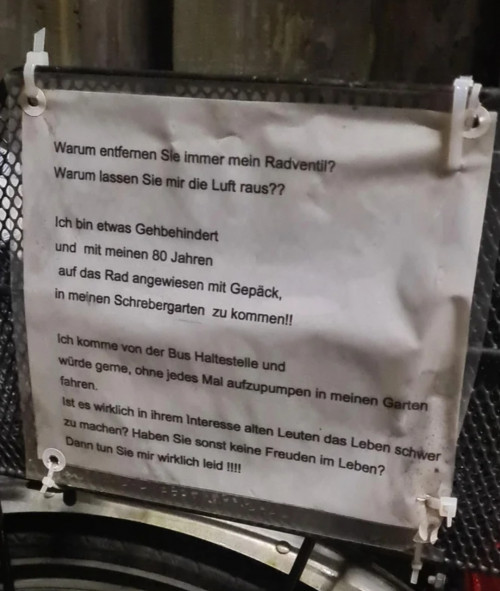 Warum entfernen Sie immer mein Radventil?
Warum lassen Sie mir die Luft raus??
Ich bin etwas Gehbehindert
und mit meinen 80 Jahren
auf das Rad angewiesen mit Gepäck,
in meinen Schrebergarten zu kommen!!
Ich komme von der Bus Haltestelle und
würde gerne, ohne jedes Mal aufzupumpen in meinen Garten
fahren.
Ist es wirklich in ihrem Interesse alten Leuten das Leben schwer
zu machen? Haben Sie sonst keine Freuden im Leben?
Dann tun Sie mir wirklich leid !!!!